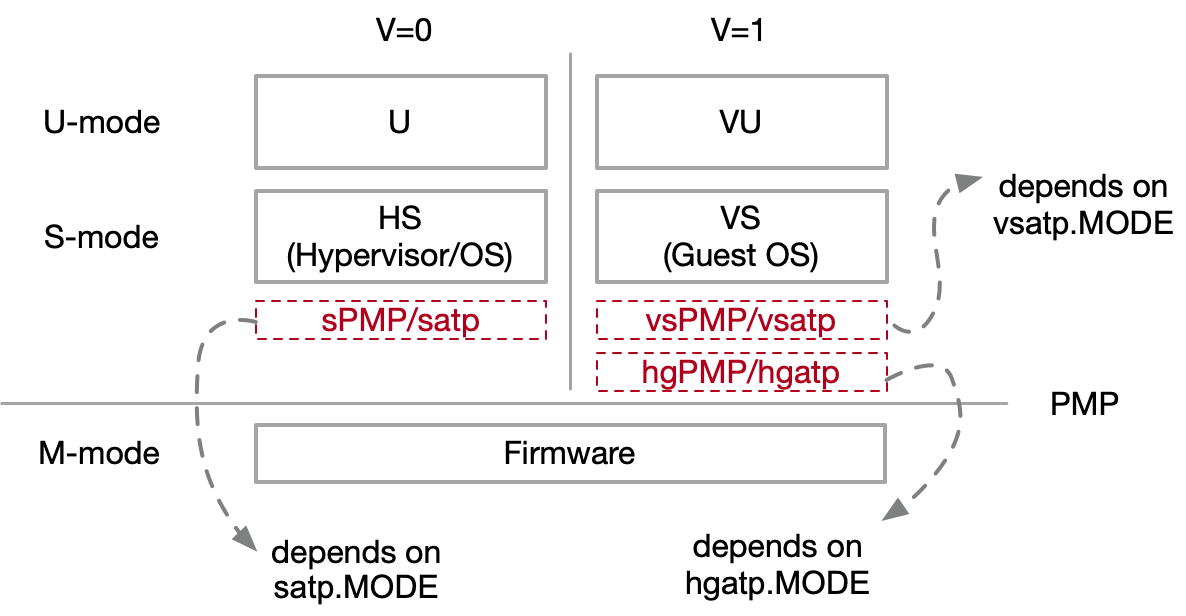 V=0
V=1
U-mode
U
VU
S-mode
HS
(Hypervisor/OS)
VS
(Guest OS)
depends on
vsatp.MODE
sPMP/satp
vsPMP/vsatp
hgPMP/hgatp
PMP
M-mode
Firmware
depends on
satp.MODE
depends on
hgatp.MODE